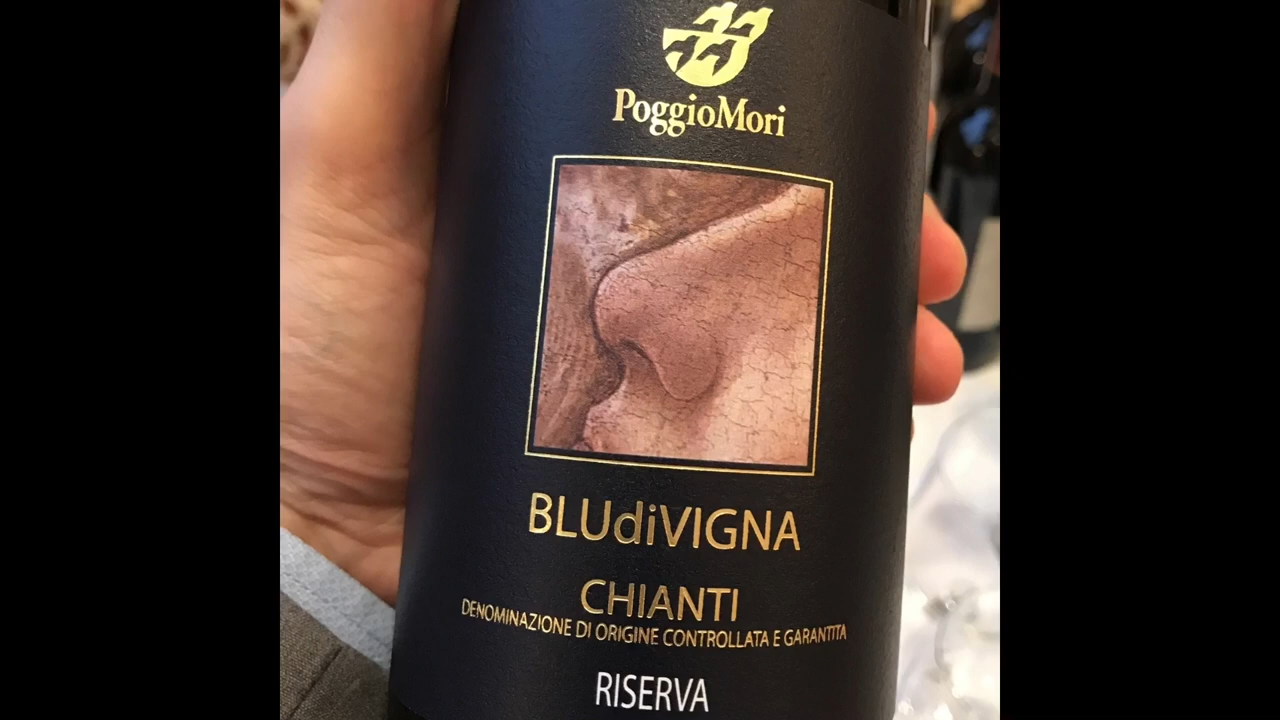 PoggioMori
BLUdiVIGNA
CHIANTI
DENOMINAZIONE DI ORIGINE CONTROLLATA E GARANTITA
RISERVA